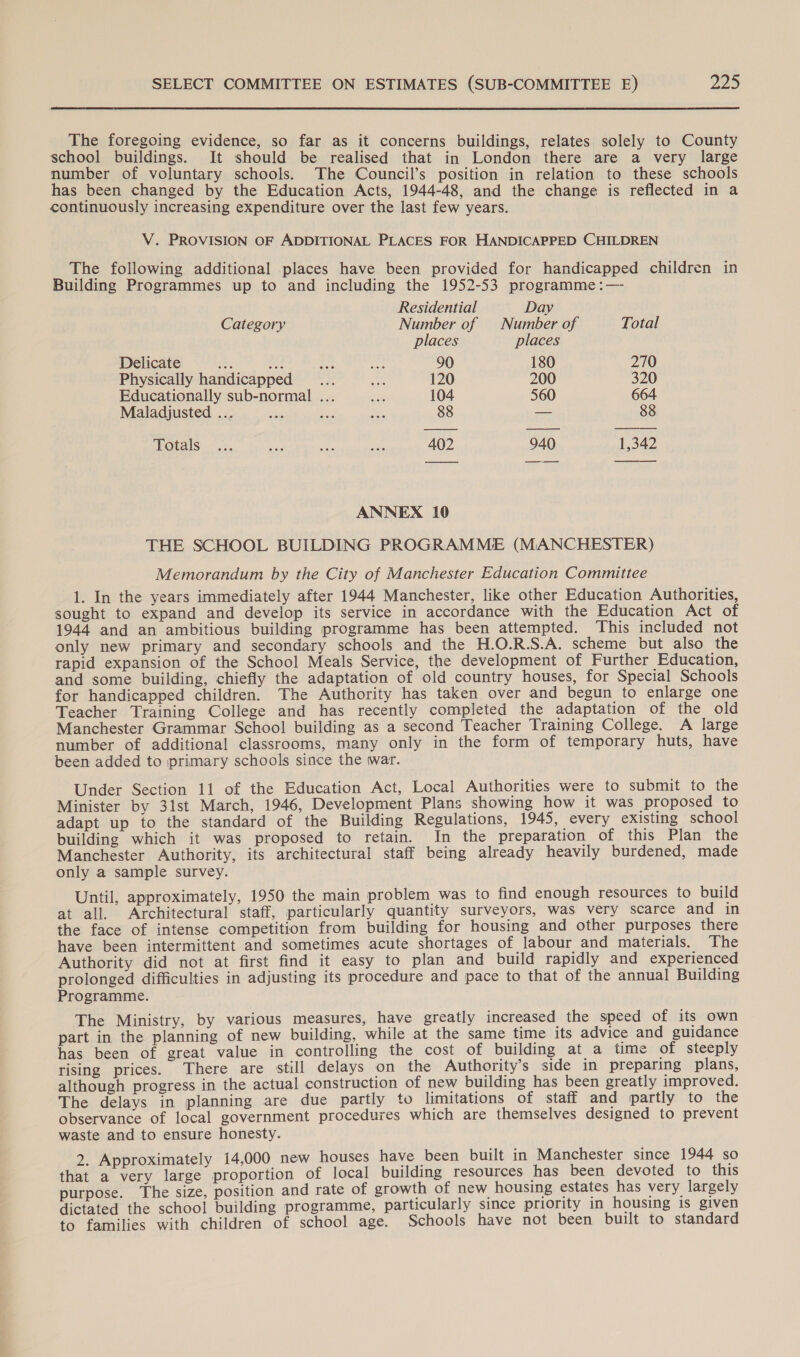 SELECT COMMITTEE ON ESTIMATES (SUB-COMMITTEE E) 225
The foregoing evidence, so far as it concerns buildings, relates solely to County
school buildings. It should be realised that in London there are a very large
number of voluntary schools. The Council's position in relation to these schools
has been changed by the Education Acts, 1944-48, and the change is reflected in a
continuously increasing expenditure over the last few years.
V. PROVISION OF ADDITIONAL PLACES FOR HANDICAPPED CHILDREN
The following additional places have been provided for handicapped children in
Building Programmes up to and including the 1952-53 programme:—
Residential Day
Category Number of Number of Total
places places
Delicate ... ... ... ... 90 180 270
Physically handicapped ... ... 120 200 320
Educationally sub-normal ... ... 104 560 664
Maladjusted ... ... ... ... 88 — 88
Totals ... ... ... ... 402 940 1,342
ANNEX 10
THE SCHOOL BUILDING PROGRAMME (MANCHESTER)
Memorandum by the City of Manchester Education Committee
1. In the years immediately after 1944 Manchester, like other Education Authorities,
sought to expand and develop its service in accordance with the Education Act of
1944 and an ambitious building programme has been attempted. This included not
only new primary and secondary schools and the H.O.R.S.A. scheme but also the
rapid expansion of the School Meals Service, the development of Further Education,
and some building, chiefly the adaptation of old country houses, for Special Schools
for handicapped children. The Authority has taken over and begun to enlarge one
Teacher Training College and has recently completed the adaptation of the old
Manchester Grammar School building as a second Teacher Training College. A large
number of additional classrooms, many only in the form of temporary huts, have
been added to primary schools since the war.
Under Section 11 of the Education Act, Local Authorities were to submit to the
Minister by 31st March, 1946, Development Plans showing how it was proposed to
adapt up to the standard of the Building Regulations, 1945, every existing school
building which it was proposed to retain. In the preparation of this Plan the
Manchester Authority, its architectural staff being already heavily burdened, made
only a sample survey.
Until, approximately, 1950 the main problem was to find enough resources to build
at all. Architectural staff, particularly quantity surveyors, was very scarce and in
the face of intense competition from building for housing and other purposes there
have been intermittent and sometimes acute shortages of labour and materials. The
Authority did not at first find it easy to plan and build rapidly and experienced
prolonged difficulties in adjusting its procedure and pace to that of the annual Building
Programme.
The Ministry, by various measures, have greatly increased the speed of its own
part in the planning of new building, while at the same time its advice and guidance
has been of great value in controlling the cost of building at a time of steeply
rising prices. There are still delays on the Authority's side in preparing plans,
although progress in the actual construction of new building has been greatly improved.
The delays in planning are due partly to limitations of staff and partly to the
observance of local government procedures which are themselves designed to prevent
waste and to ensure honesty.
2. Approximately 14,000 new houses have been built in Manchester since 1944 so
that a very large proportion of local building resources has been devoted to this
purpose. The size, position and rate of growth of new housing estates has very largely
dictated the school building programme, particularly since priority in housing is given
to families with children of school age. Schools have not been built to standard